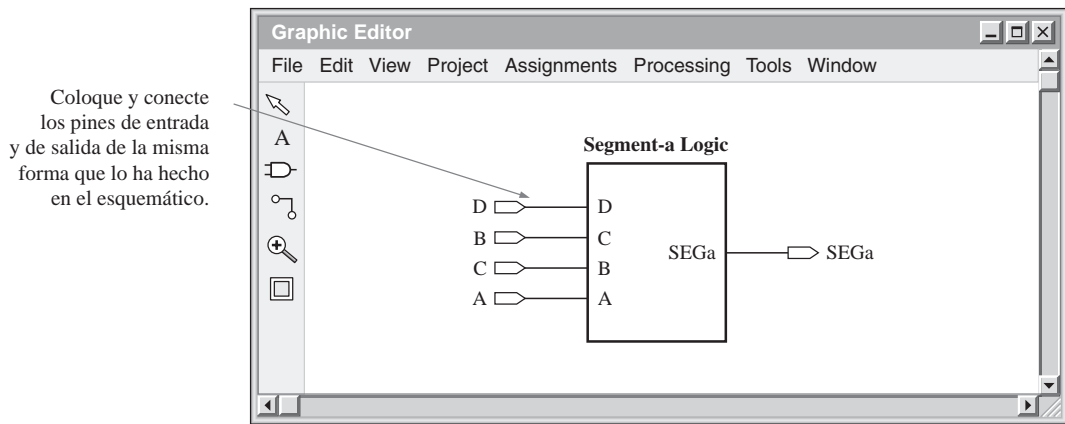 Graphic Editor
File Edit View Project Assignments Processing Tools Window
Coloque y conecte
los pines de entrada
y de salida de la misma
forma que lo ha hecho
en el esquemático.
A
Segment-a Logic
D D
B C
SEGa SEGa
C B
A A